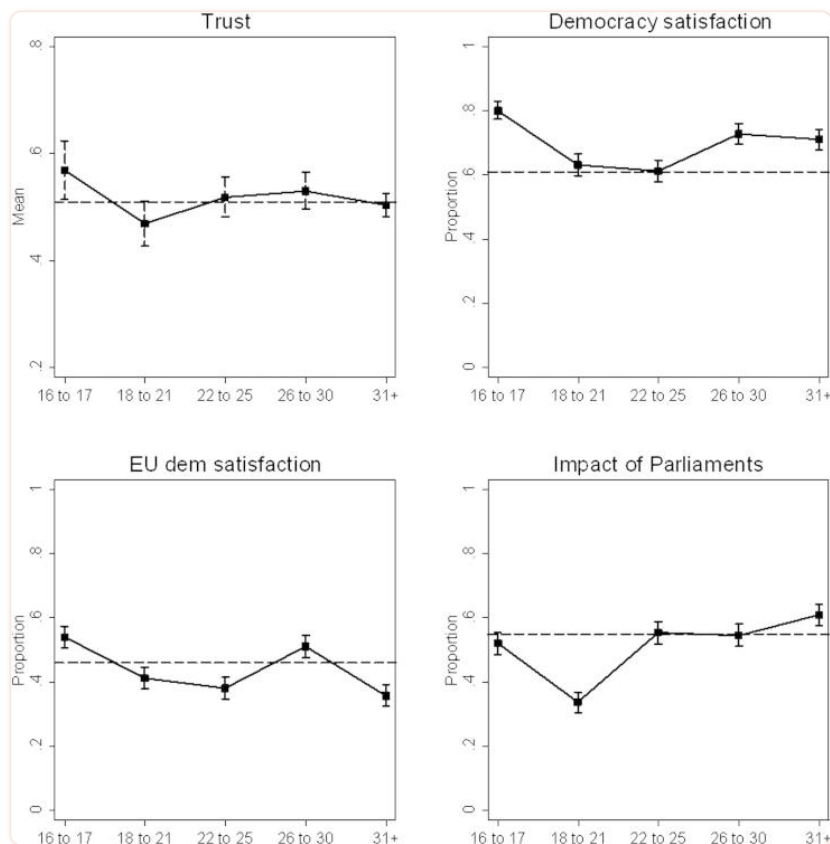 Trust
Mean
.2 .4 .6 .8
16 to 17 18 to 21 22 to 25 26 to 30 31+
Democracy satisfaction
Proportion
0 .2 .4 .6 .8 1
16 to 17 18 to 21 22 to 25 26 to 30 31+
EU dem satisfaction
Proportion
0 .2 .4 .6 .8 1
16 to 17 18 to 21 22 to 25 26 to 30 31+
Impact of Parliaments
Proportion
0 .2 .4 .6 .8 1
16 to 17 18 to 21 22 to 25 26 to 30 31+